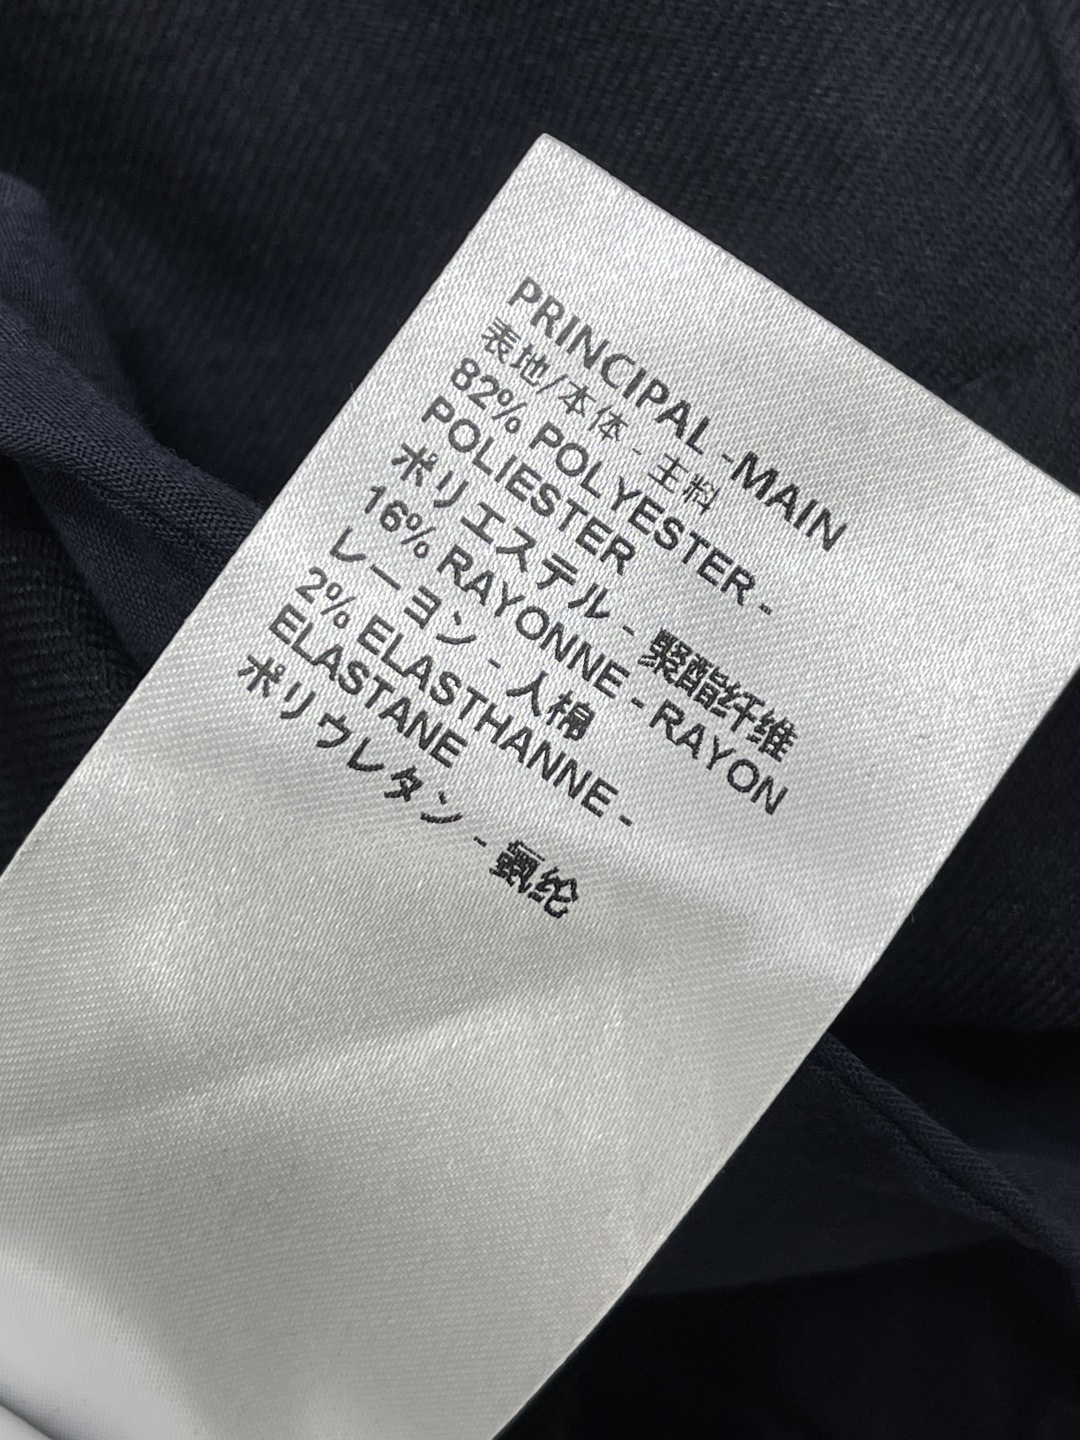 PRINCIPAL -MAIN
表地/本体 - 主料
82% POLYESTER -
POLIESTER
ポリエステル - 聚酯纤维
16% RAYONNE - RAYON
レーヨン - 人棉
2% ELASTHANNE -
ELASTANE
ポリウレタン - 氨纶